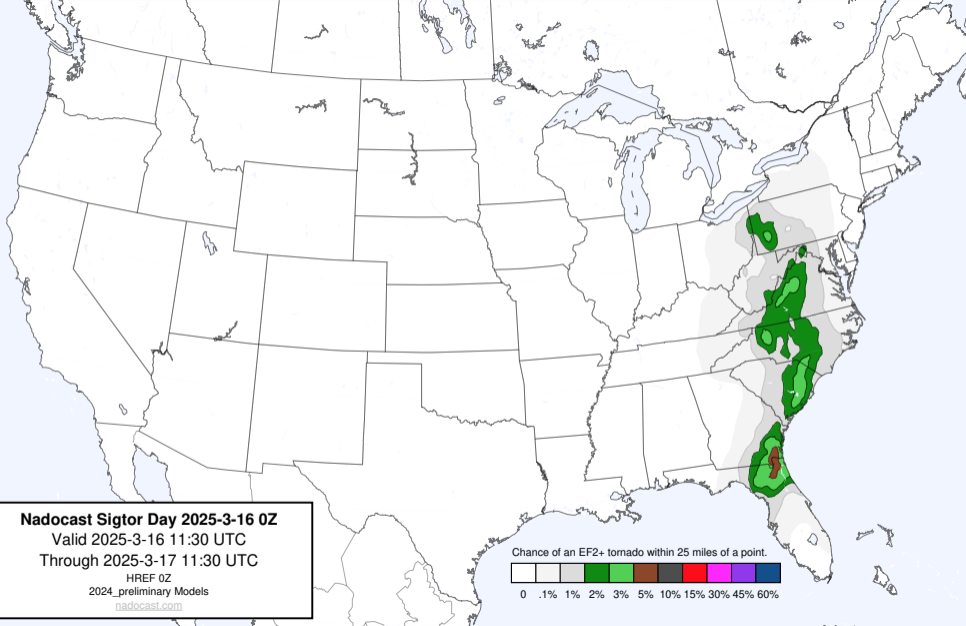 Nadocast Sigtor Day 2025-3-16 0Z
Valid 2025-3-16 11:30 UTC
Through 2025-3-17 11:30 UTC
HREF 0Z
2024_preliminary Models
nadocast.com
Chance of an EF2+ tornado within 25 miles of a point.
0 .1% 1% 2% 3% 5% 10% 15% 30% 45% 60%